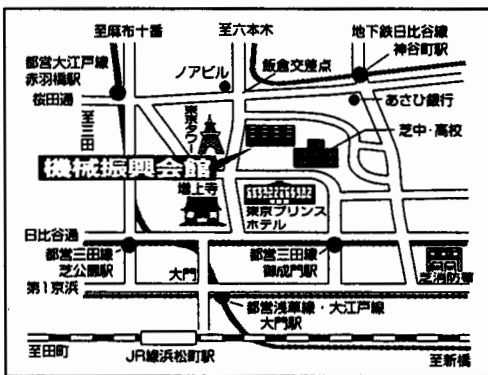 至麻布十番
至六本木
地下鉄日比谷線
神谷町駅
都営大江戸線
赤羽橋駅
ノアビル
飯倉交差点
桜田通
あさひ銀行
至三田
東京タワー
芝中・高校
機械振興会館
増上寺
東京プリンス
ホテル
日比谷通
都営三田線
芝公園駅
都営三田線
御成門駅
大門
芝消防署
第1京浜
都営浅草線・大江戸線
大門駅
至田町
JR線浜松町駅
至新橋